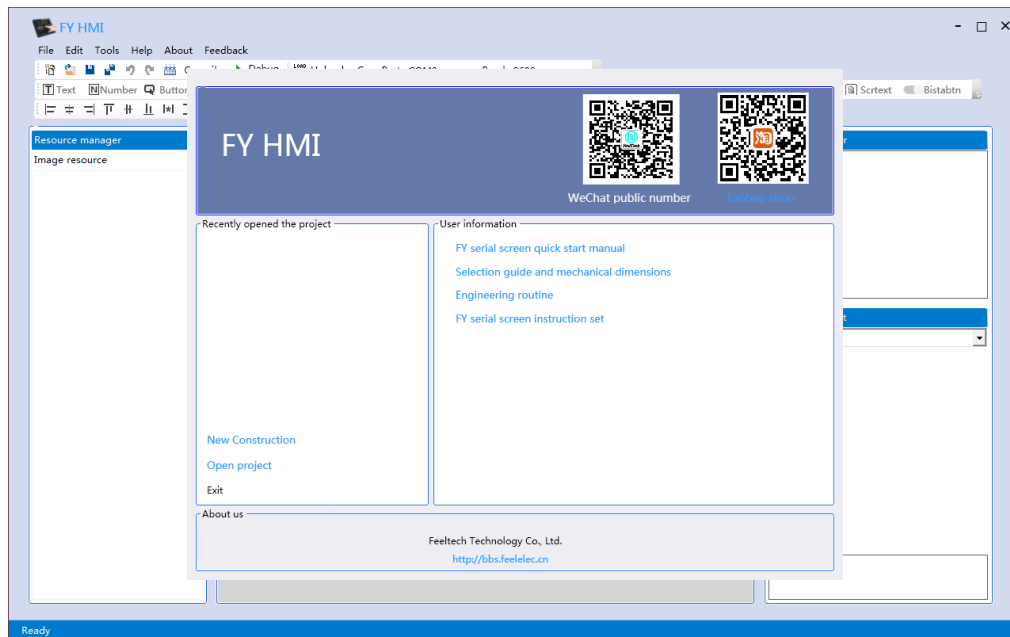 FY HMI
File Edit Tools Help About Feedback
Text Number Button Scrtext Bistabtn
Resource manager
Image resource
FY HMI
WeChat public number
Taobao shop
Recently opened the project
New Construction
Open project
Exit
User information
FY serial screen quick start manual
Selection guide and mechanical dimensions
Engineering routine
FY serial screen instruction set
About us
Feeltech Technology Co., Ltd.
http://bbs.feelelec.cn
Ready